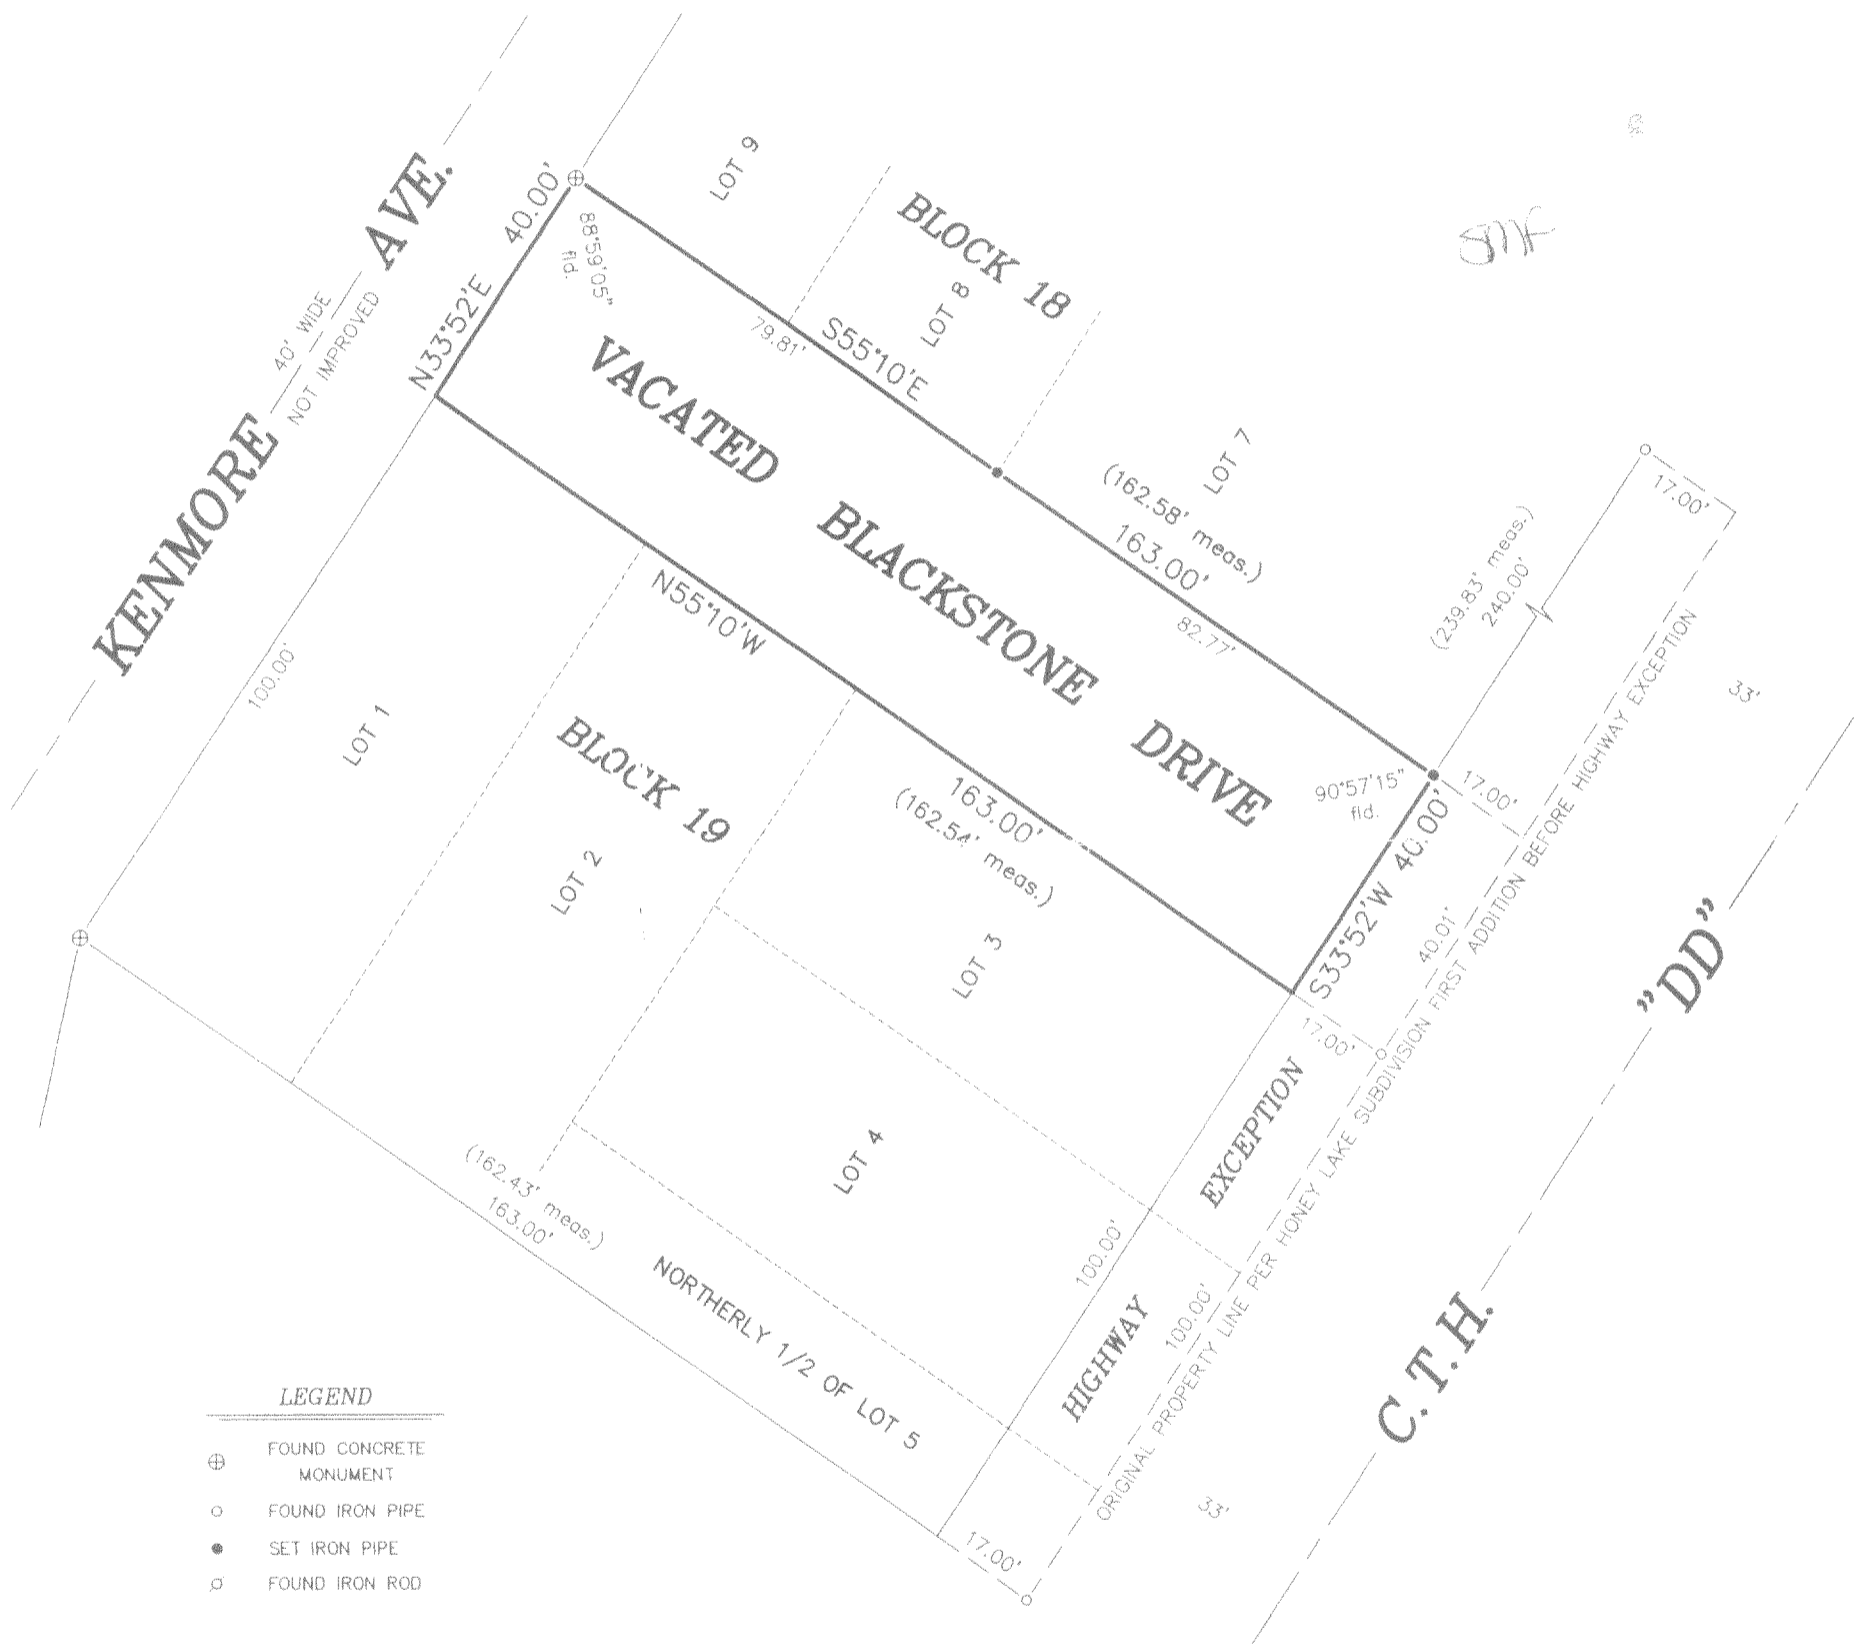 KENMORE AVE.
40' WIDE
NOT IMPROVED
N33°52'E 40.00'
88°59'05"
fld.
LOT 9
BLOCK 18
LOT 8
79.81'
S55°10'E
LOT 7
(162.58' meas.)
163.00'
82.77'
VACATED BLACKSTONE DRIVE
17.00'
(239.83' meas.)
240.00'
33'
90°57'15"
fld.
17.00'
S33°52'W 40.00'
40.01'
17.00'
N55°10'W
163.00'
(162.54' meas.)
100.00'
LOT 1
BLOCK 19
LOT 2
LOT 3
LOT 4
(162.43' meas.)
163.00'
NORTHERLY 1/2 OF LOT 5
100.00'
HIGHWAY EXCEPTION
100.00'
ORIGINAL PROPERTY LINE PER HONEY LAKE SUBDIVISION FIRST ADDITION BEFORE HIGHWAY EXCEPTION
17.00'
33'
C.T.H. "DD"
LEGEND
FOUND CONCRETE
MONUMENT
FOUND IRON PIPE
SET IRON PIPE
FOUND IRON ROD